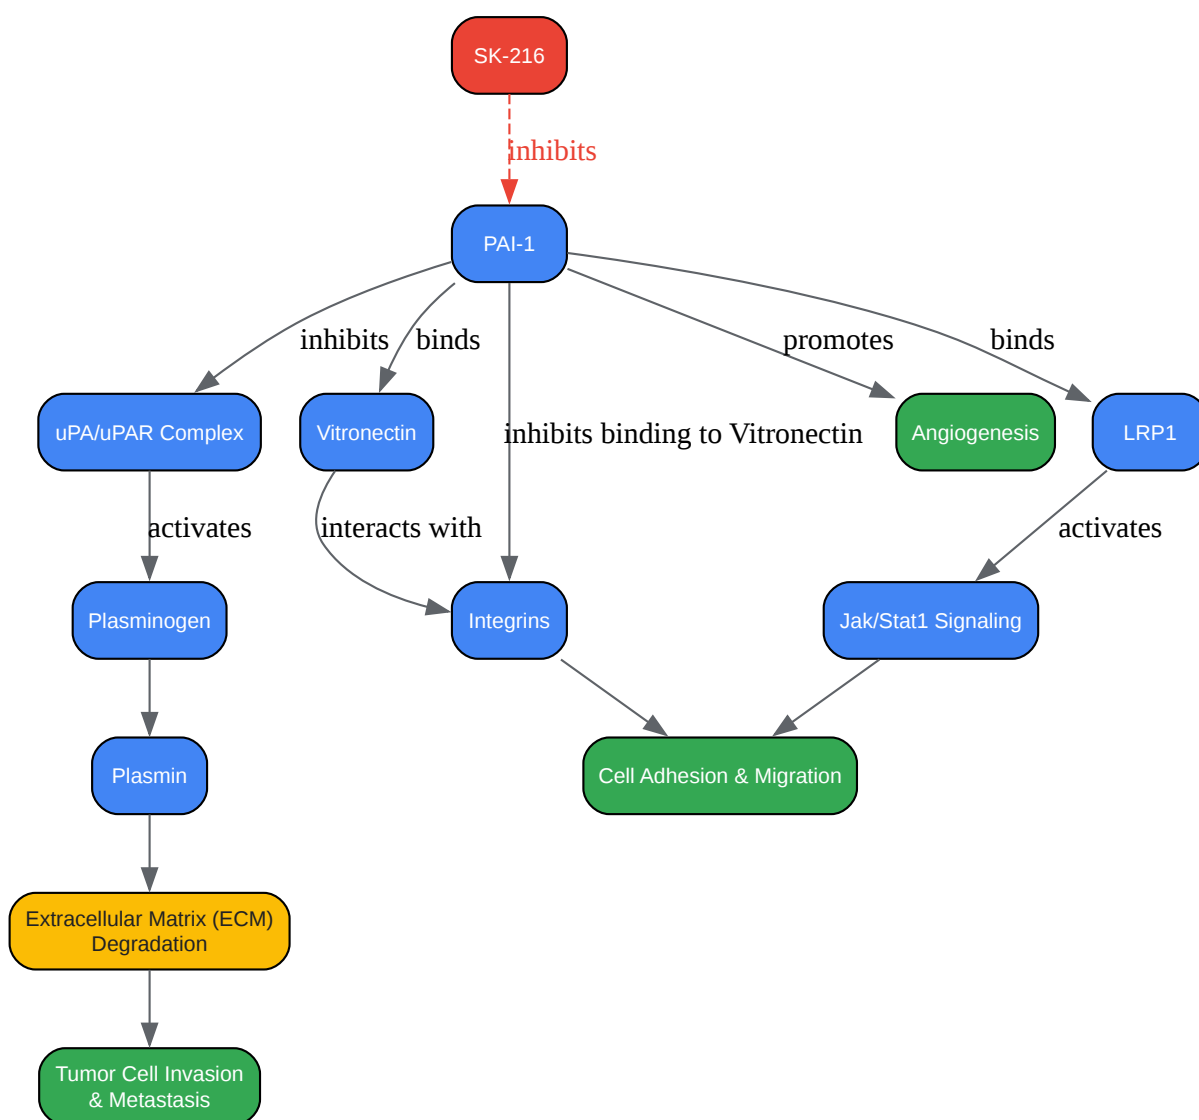 SK-216
inhibits
PAI-1
inhibits
binds
promotes
binds
uPA/uPAR Complex
Vitronectin
inhibits binding to Vitronectin
Angiogenesis
LRP1
activates
interacts with
activates
Plasminogen
Integrins
Jak/Stat1 Signaling
Plasmin
Cell Adhesion & Migration
Extracellular Matrix (ECM)
Degradation
Tumor Cell Invasion
& Metastasis